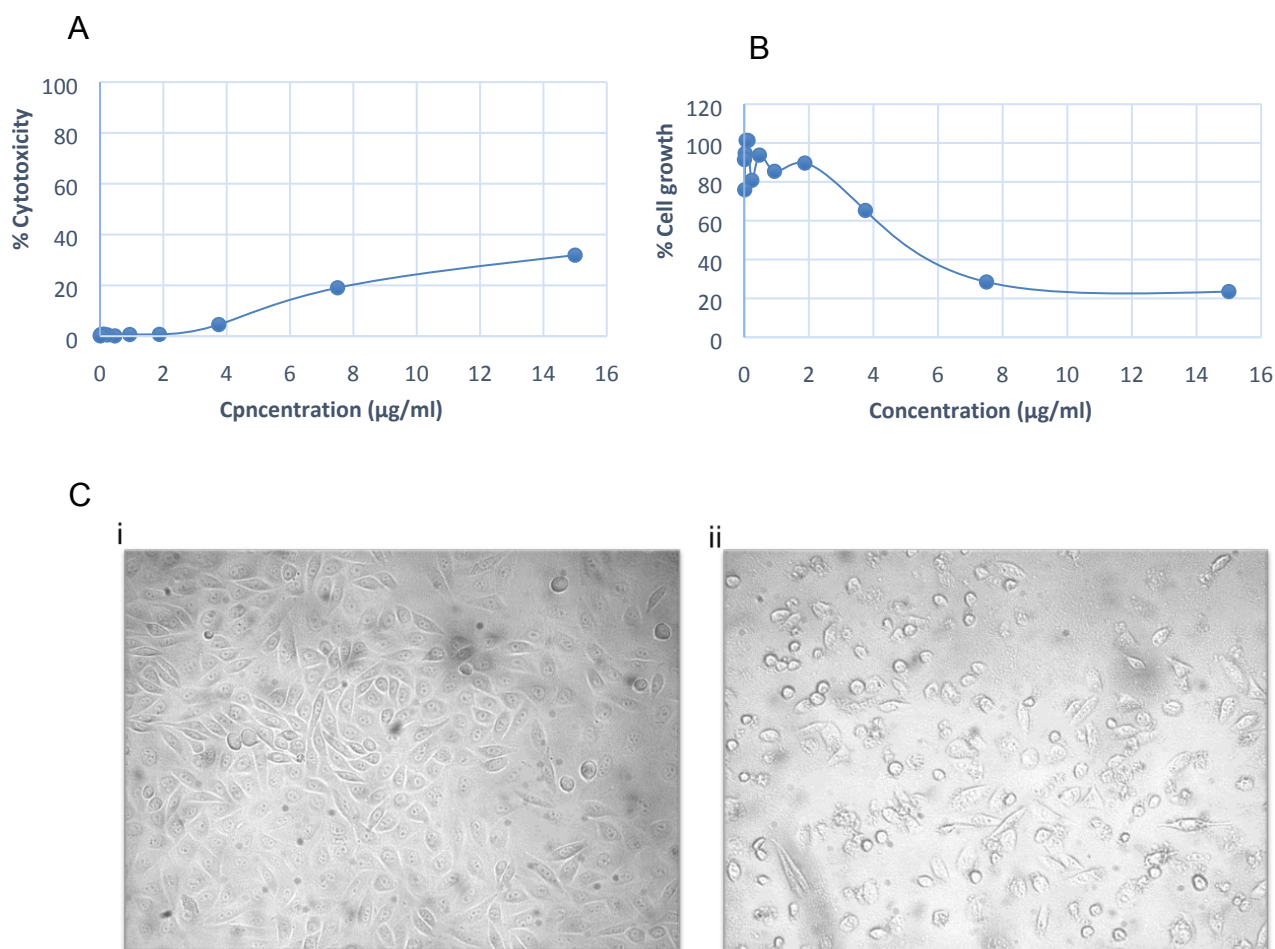 A
% Cytotoxicity
100
80
60
40
20
0
0 2 4 6 8 10 12 14 16
Cpncentration (µg/ml)
B
% Cell growth
120
100
80
60
40
20
0
0 2 4 6 8 10 12 14 16
Concentration (µg/ml)
C
i
ii